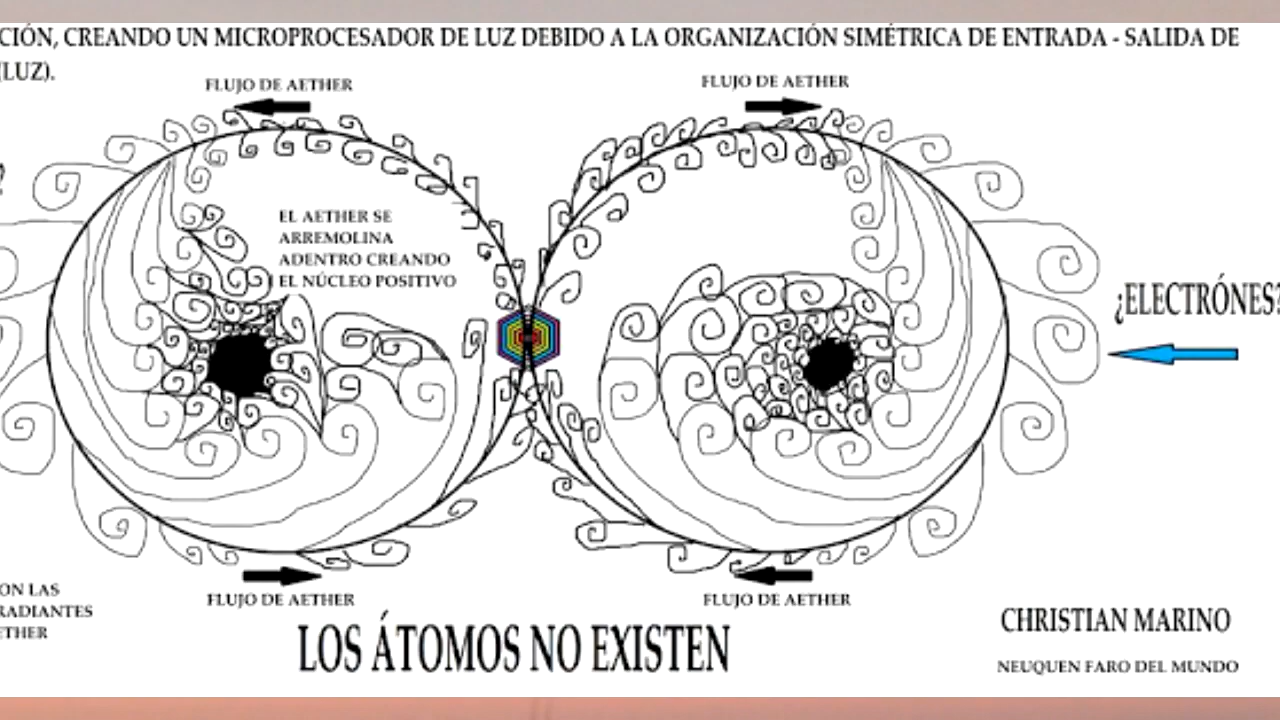 CIÓN, CREANDO UN MICROPROCESADOR DE LUZ DEBIDO A LA ORGANIZACIÓN SIMÉTRICA DE ENTRADA - SALIDA DE
(LUZ).
FLUJO DE AETHER
FLUJO DE AETHER
?
EL AETHER SE
ARREMOLINA
ADENTRO CREANDO
EL NÚCLEO POSITIVO
¿ELECTRÓNES?
ON LAS
RADIANTES
ETHER
FLUJO DE AETHER
FLUJO DE AETHER
LOS ÁTOMOS NO EXISTEN
CHRISTIAN MARINO
NEUQUEN FARO DEL MUNDO